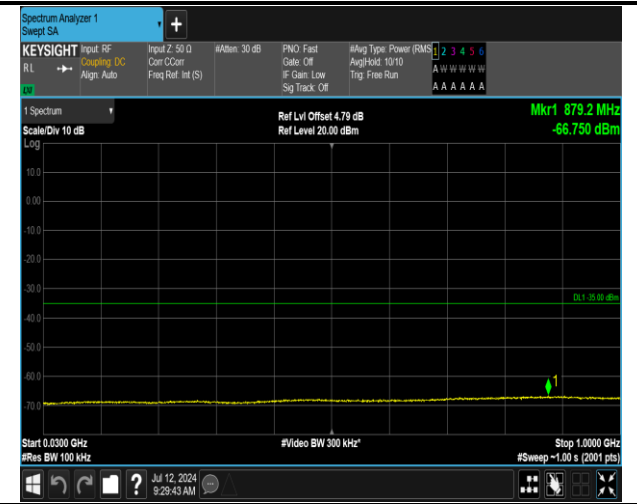 Spectrum Analyzer 1
Swept SA
KEYSIGHT Input: RF Input Z: 50 Ω #Atten: 30 dB PNO: Fast #Avg Type: Power (RMS 1 2 3 4 5 6
RL Coupling: DC Corr CCorr Gate: Off Avg|Hold: 10/10 A W W W W W
Align: Auto Freq Ref: Int (S) IF Gain: Low Trig: Free Run
LW Sig Track: Off A A A A A A
1 Spectrum Ref Lvl Offset 4.79 dB Mkr1 879.2 MHz
Scale/Div 10 dB Ref Level 20.00 dBm -66.750 dBm
Log
10.0
0.00
-10.0
-20.0
-30.0
DL1 -35.00 dBm
-40.0
-50.0
-60.0
1
-70.0
Start 0.0300 GHz #Video BW 300 kHz* Stop 1.0000 GHz
#Res BW 100 kHz #Sweep ~1.00 s (2001 pts)
? Jul 12, 2024
9:29:43 AM